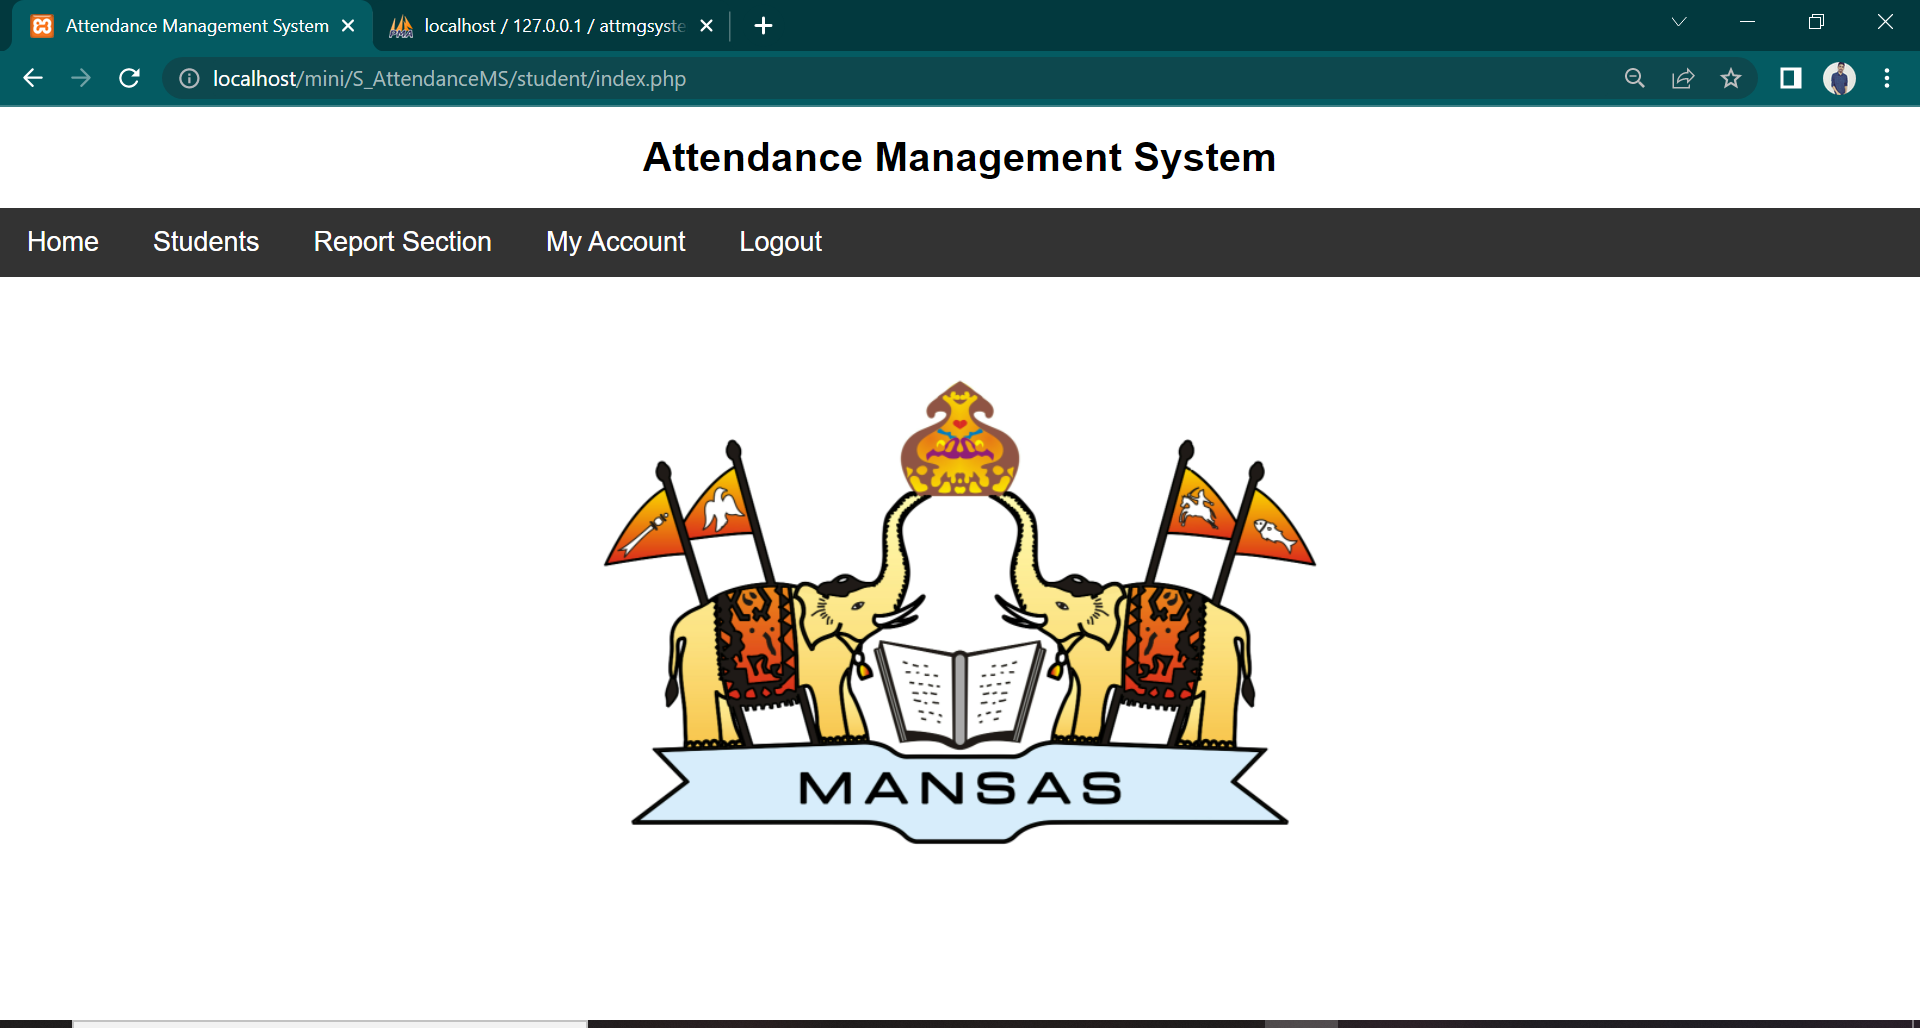 Attendance Management System
localhost / 127.0.0.1 / attmgsyste
localhost/mini/S_AttendanceMS/student/index.php
Attendance Management System
Home Students Report Section My Account Logout
MANSAS